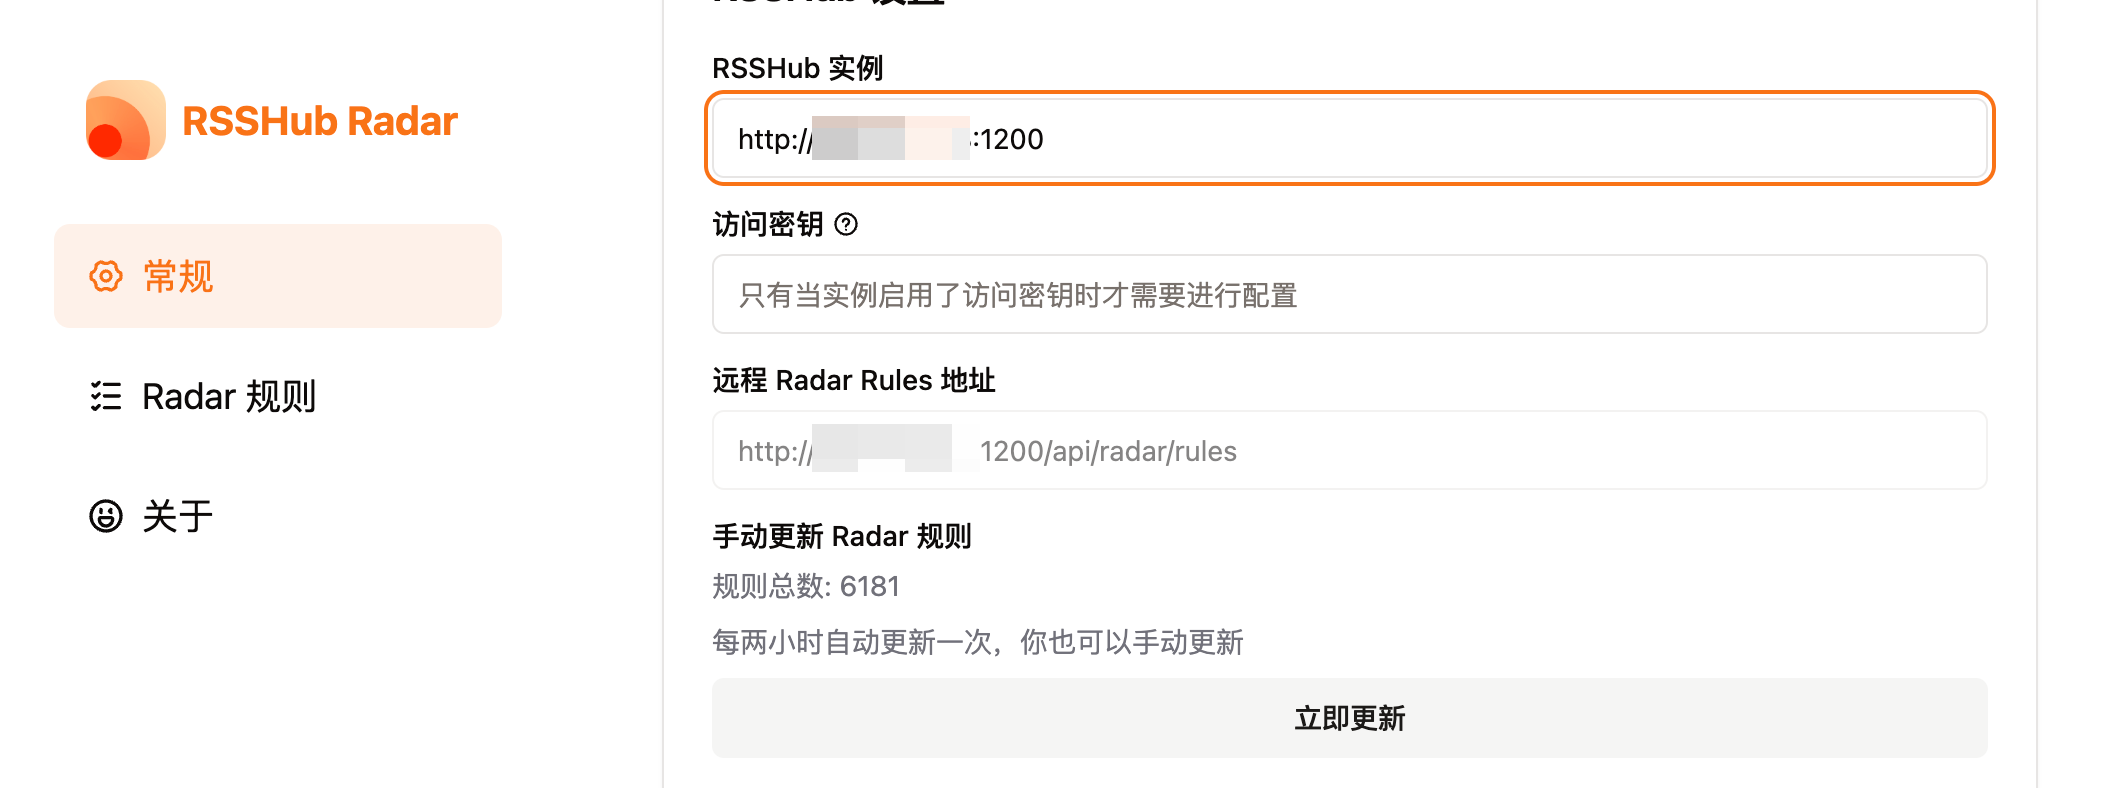 RSSHub Radar
常规
Radar 规则
关于
RSSHub 设置
RSSHub 实例
http://:1200
访问密钥
只有当实例启用了访问密钥时才需要进行配置
远程 Radar Rules 地址
http://1200/api/radar/rules
手动更新 Radar 规则
规则总数: 6181
每两小时自动更新一次，你也可以手动更新
立即更新